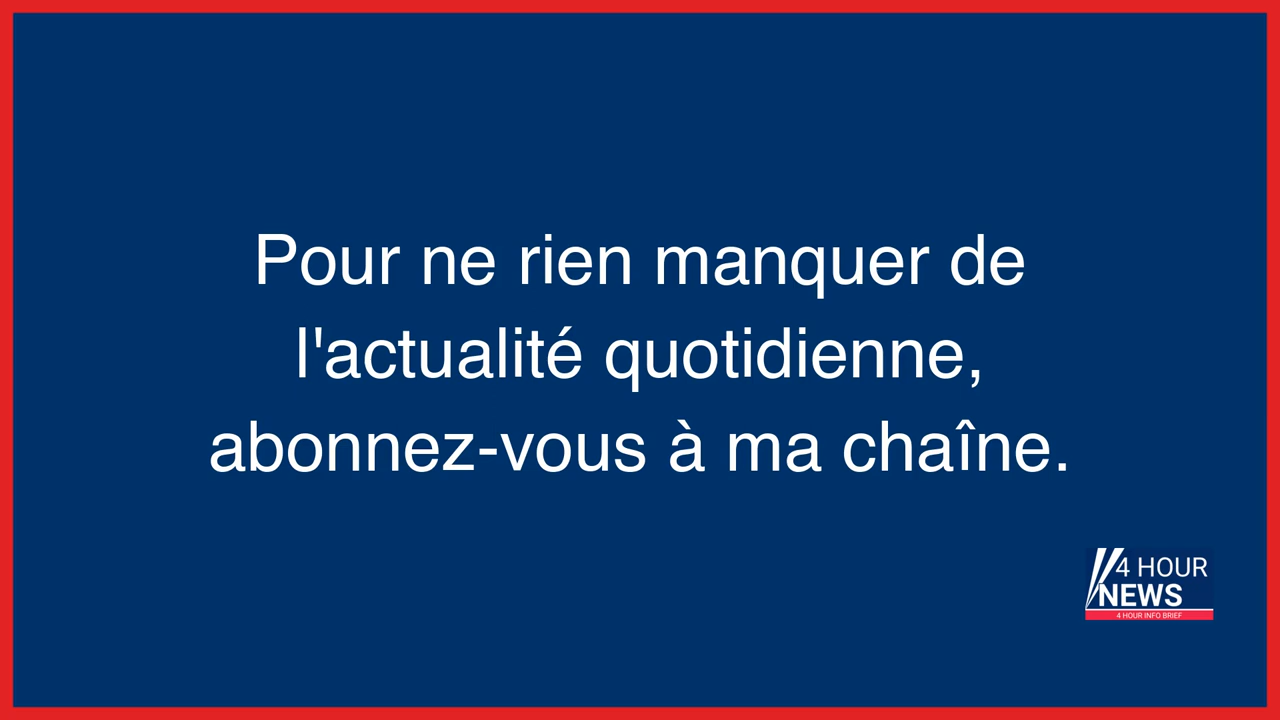 Pour ne rien manquer de
l'actualité quotidienne,
abonnez-vous à ma chaîne.
4 HOUR
NEWS
4 HOUR INFO BRIEF